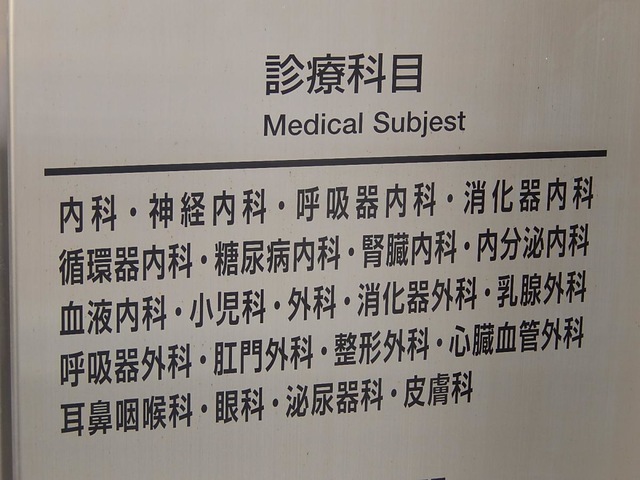 診療科目
Medical Subjest
内科・神経内科・呼吸器内科・消化器内科
循環器内科・糖尿病内科・腎臓内科・内分泌内科
血液内科・小児科・外科・消化器外科・乳腺外科
呼吸器外科・肛門外科・整形外科・心臓血管外科
耳鼻咽喉科・眼科・泌尿器科・皮膚科